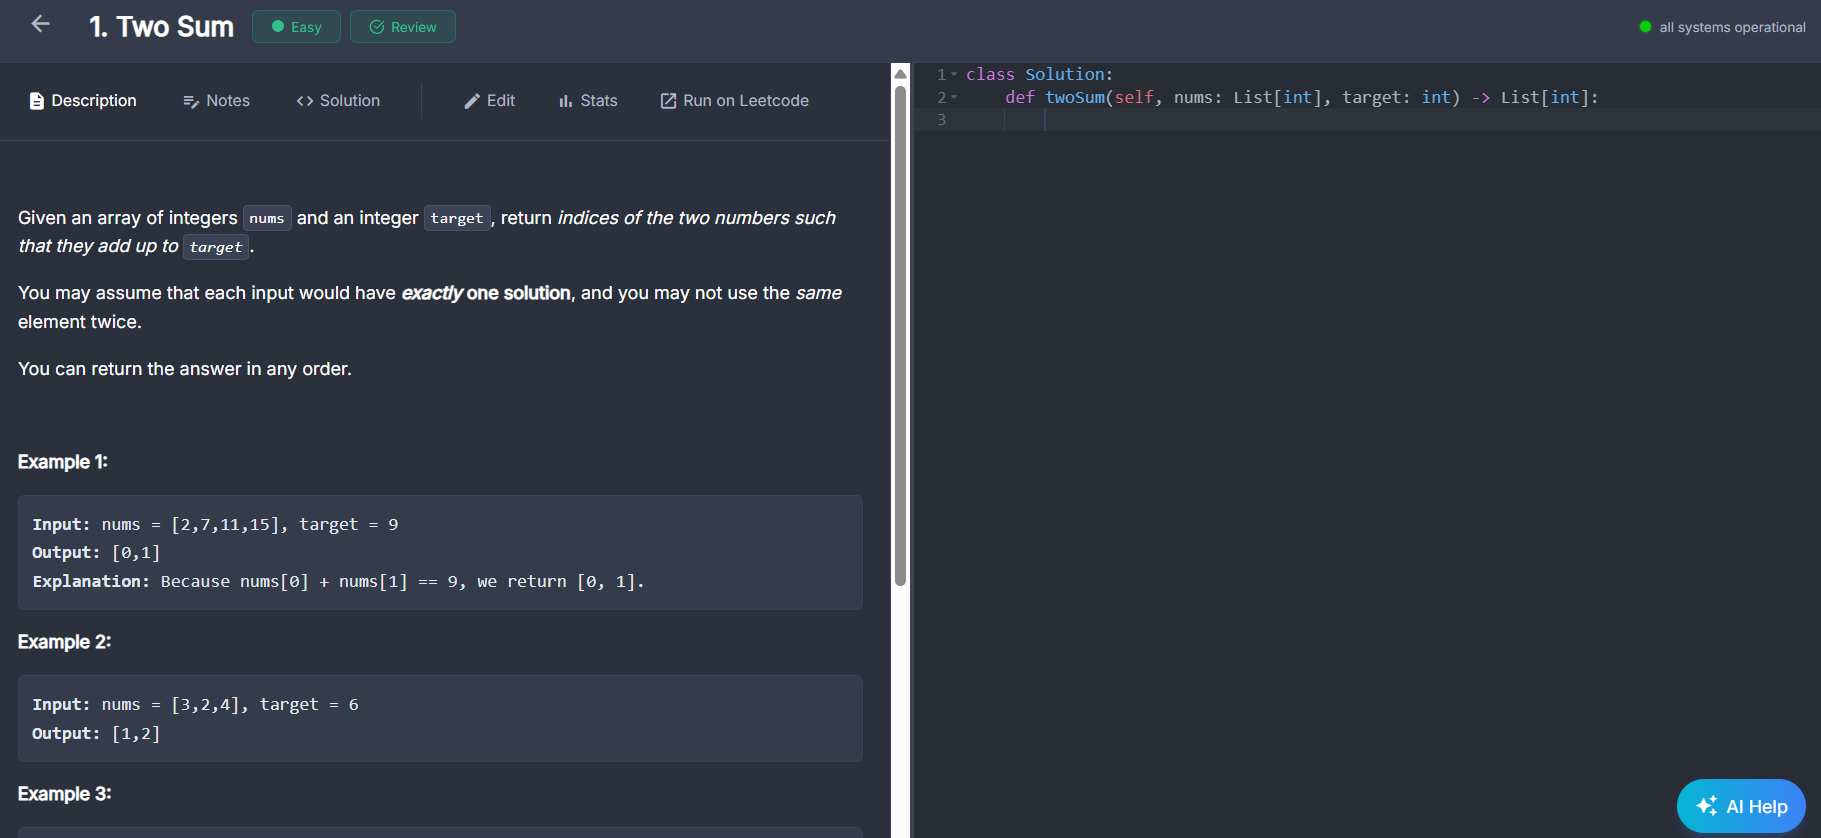 1. Two Sum
Easy
Review
all systems operational
Description
Notes
Solution
Edit
Stats
Run on Leetcode
Given an array of integers nums and an integer target, return indices of the two numbers such
that they add up to target.
You may assume that each input would have exactly one solution, and you may not use the same
element twice.
You can return the answer in any order.
Example 1:
Input: nums = [2,7,11,15], target = 9
Output: [0,1]
Explanation: Because nums[0] + nums[1] == 9, we return [0, 1].
Example 2:
Input: nums = [3,2,4], target = 6
Output: [1,2]
Example 3:
1 class Solution:
2     def twoSum(self, nums: List[int], target: int) -> List[int]:
3
AI Help